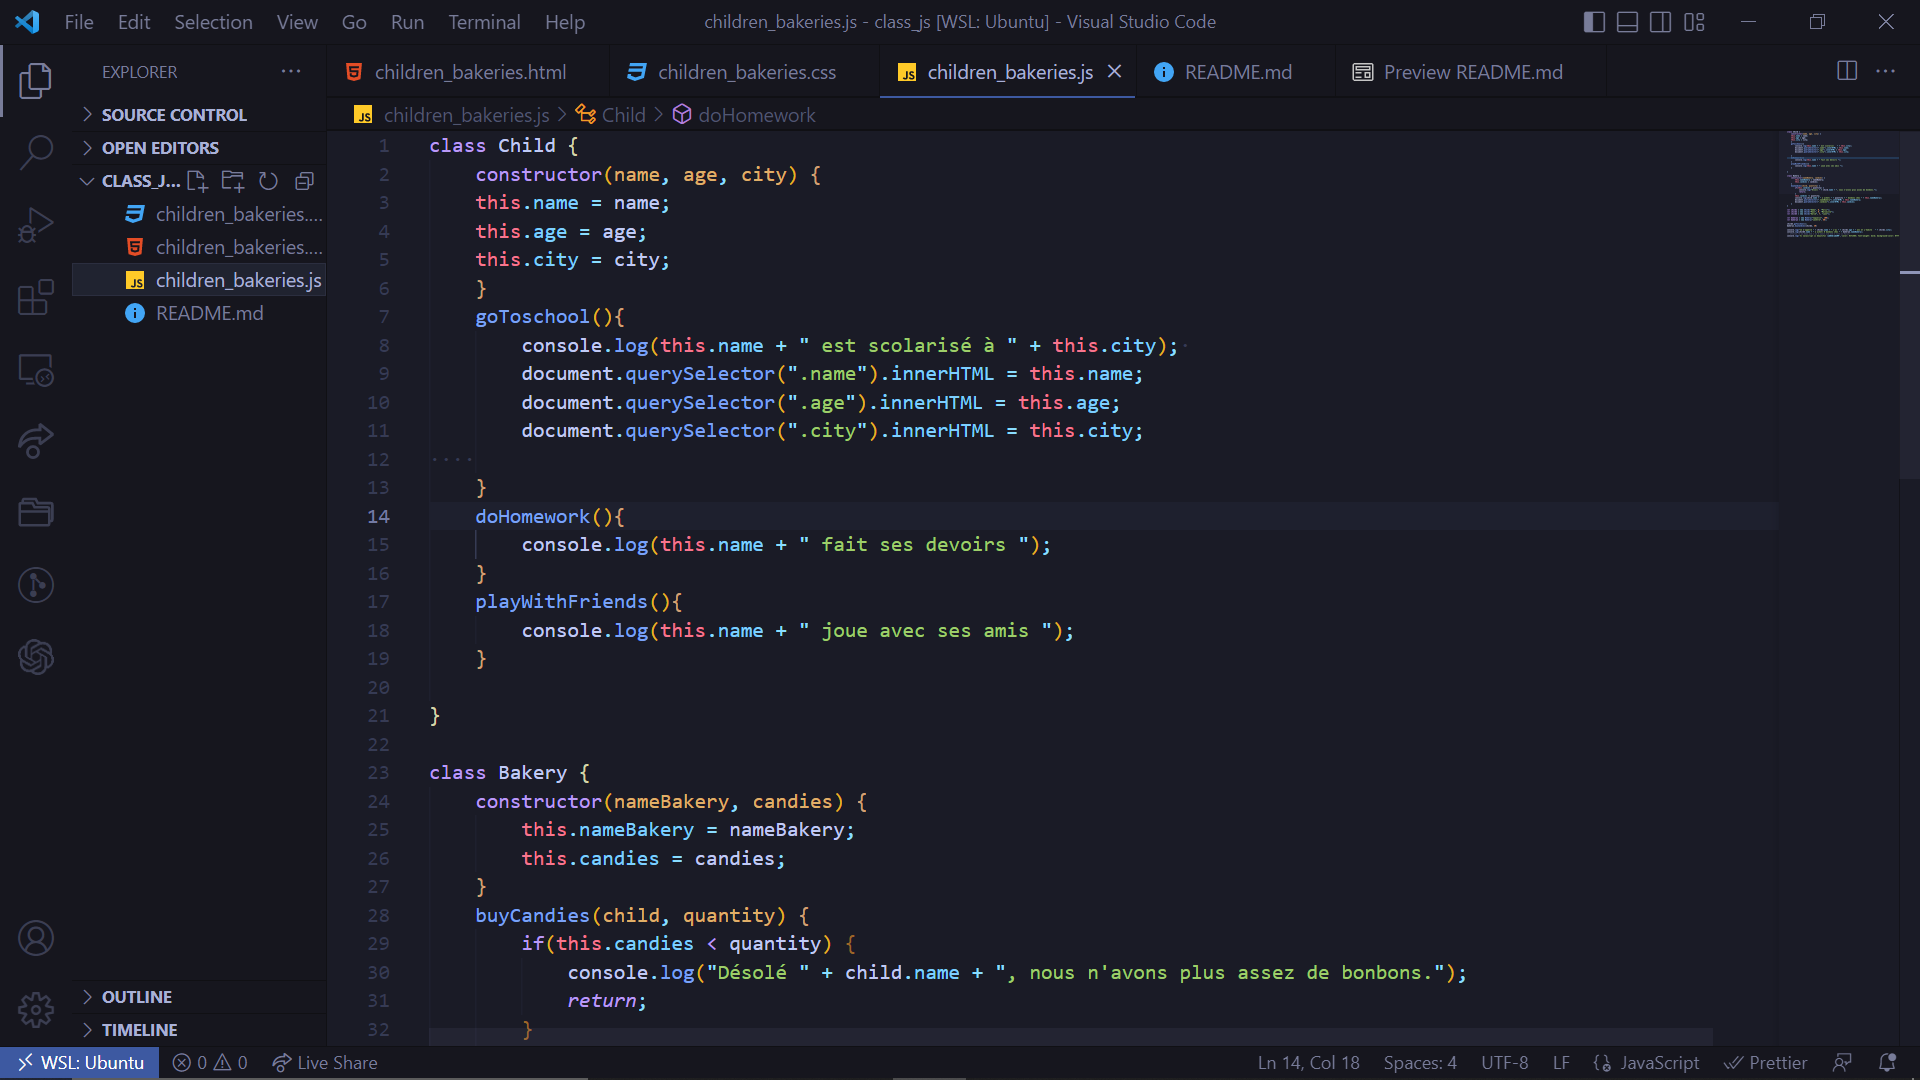 File Edit Selection View Go Run Terminal Help children_bakeries.js - class_js [WSL: Ubuntu] - Visual Studio Code
EXPLORER
children_bakeries.html children_bakeries.css children_bakeries.js README.md Preview README.md
children_bakeries.js > Child > doHomework
SOURCE CONTROL
OPEN EDITORS
CLASS_J...
children_bakeries....
children_bakeries....
children_bakeries.js
README.md
1 class Child {
2     constructor(name, age, city) {
3     this.name = name;
4     this.age = age;
5     this.city = city;
6     }
7     goToschool(){
8         console.log(this.name + " est scolarisé à " + this.city);
9         document.querySelector(".name").innerHTML = this.name;
10         document.querySelector(".age").innerHTML = this.age;
11         document.querySelector(".city").innerHTML = this.city;
12
13     }
14     doHomework(){
15         console.log(this.name + " fait ses devoirs ");
16     }
17     playWithFriends(){
18         console.log(this.name + " joue avec ses amis ");
19     }
20
21 }
22
23 class Bakery {
24     constructor(nameBakery, candies) {
25         this.nameBakery = nameBakery;
26         this.candies = candies;
27     }
28     buyCandies(child, quantity) {
29         if(this.candies < quantity) {
30             console.log("Désolé " + child.name + ", nous n'avons plus assez de bonbons.");
31             return;
32         }
OUTLINE
TIMELINE
WSL: Ubuntu 0 0 Live Share Ln 14, Col 18 Spaces: 4 UTF-8 LF JavaScript Prettier